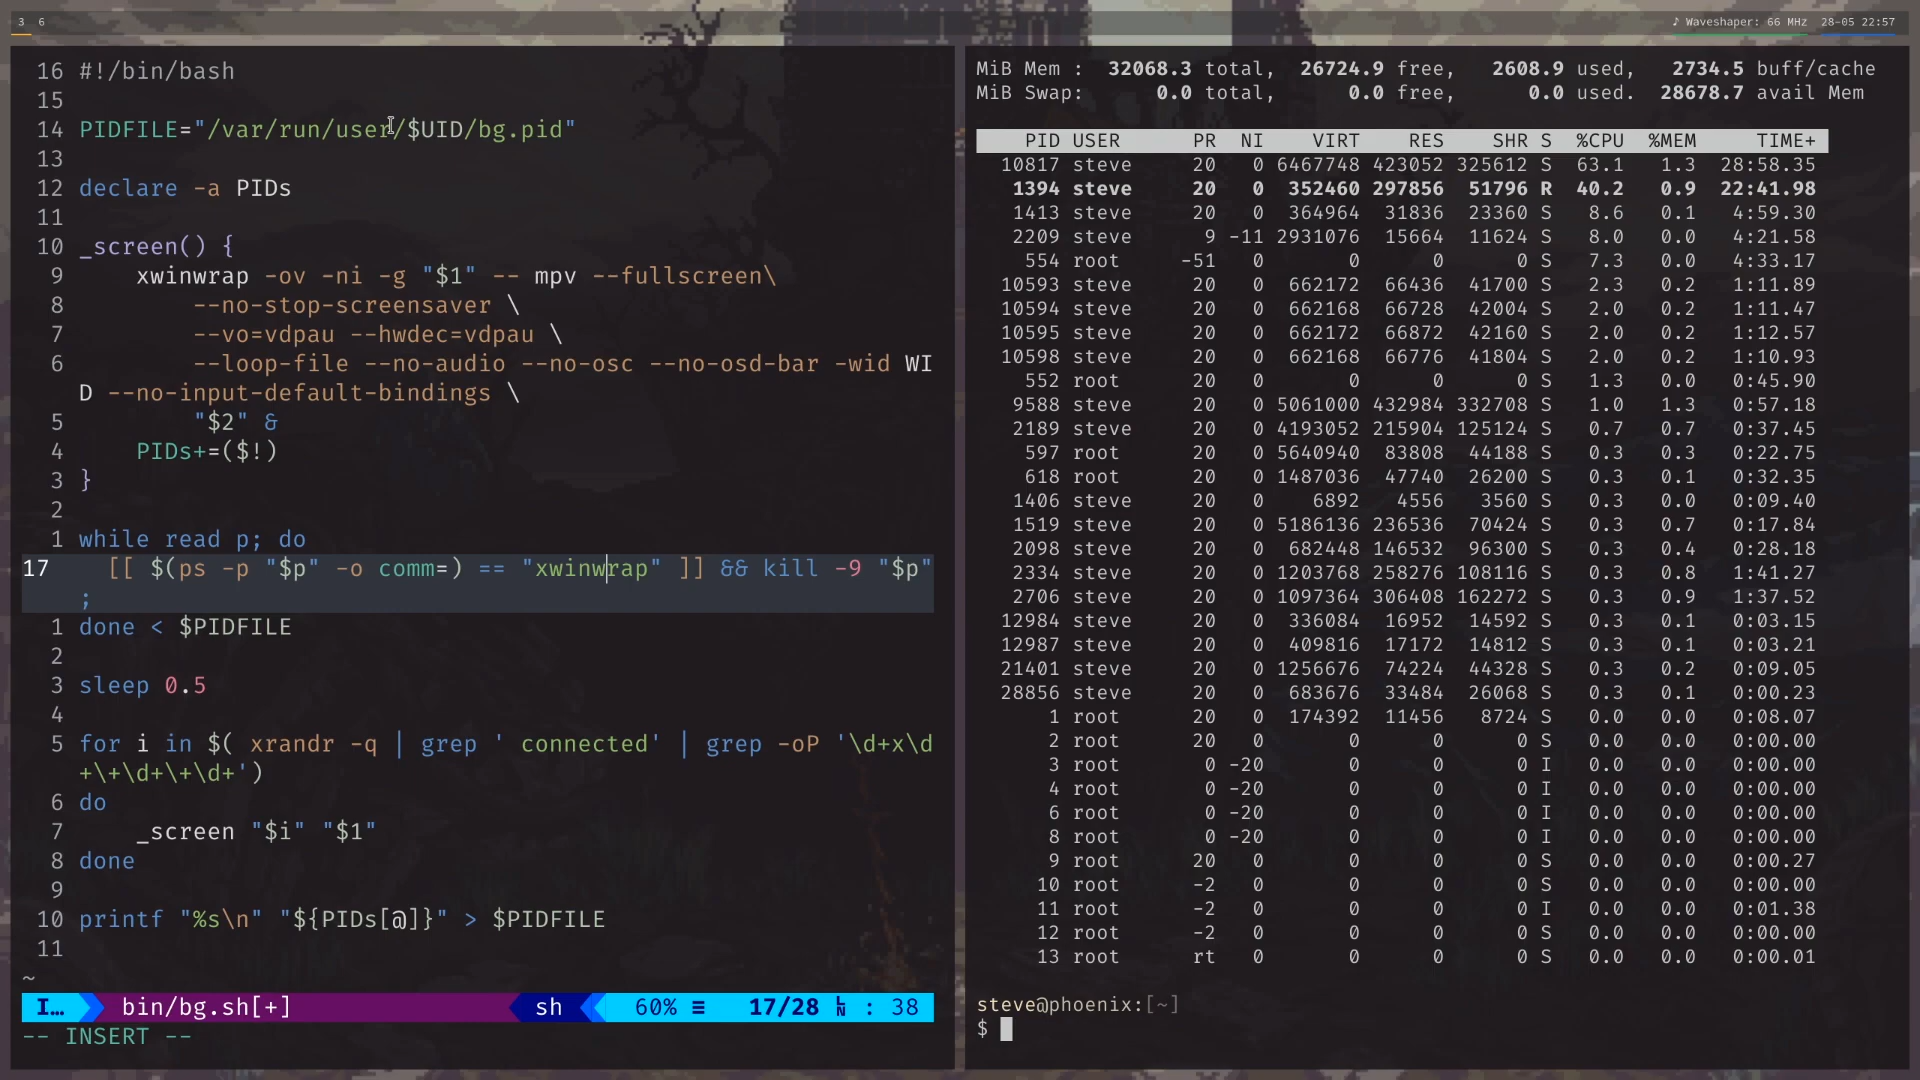 3 6
♪ Waveshaper: 66 MHz 28-05 22:57
16 #!/bin/bash
15
14 PIDFILE="/var/run/user/$UID/bg.pid"
13
12 declare -a PIDs
11
10 _screen() {
9 xwinwrap -ov -ni -g "$1" -- mpv --fullscreen\
8 --no-stop-screensaver \
7 --vo=vdpau --hwdec=vdpau \
6 --loop-file --no-audio --no-osc --no-osd-bar -wid WI
D --no-input-default-bindings \
5 "$2" &
4 PIDs+=($!)
3 }
2
1 while read p; do
17 [[ $(ps -p "$p" -o comm=) == "xwinwrap" ]] && kill -9 "$p"
;
1 done < $PIDFILE
2
3 sleep 0.5
4
5 for i in $( xrandr -q | grep ' connected' | grep -oP '\d+x\d
+\+\d+\+\d+')
6 do
7 _screen "$i" "$1"
8 done
9
10 printf "%s\n" "${PIDs[@]}" > $PIDFILE
11
~
I… bin/bg.sh[+] sh 60% ≡ 17/28 ㏑ : 38
-- INSERT --
MiB Mem : 32068.3 total, 26724.9 free, 2608.9 used, 2734.5 buff/cache
MiB Swap: 0.0 total, 0.0 free, 0.0 used. 28678.7 avail Mem
PID USER PR NI VIRT RES SHR S %CPU %MEM TIME+
10817 steve 20 0 6467748 423052 325612 S 63.1 1.3 28:58.35
1394 steve 20 0 352460 297856 51796 R 40.2 0.9 22:41.98
1413 steve 20 0 364964 31836 23360 S 8.6 0.1 4:59.30
2209 steve 9 -11 2931076 15664 11624 S 8.0 0.0 4:21.58
554 root -51 0 0 0 0 S 7.3 0.0 4:33.17
10593 steve 20 0 662172 66436 41700 S 2.3 0.2 1:11.89
10594 steve 20 0 662168 66728 42004 S 2.0 0.2 1:11.47
10595 steve 20 0 662172 66872 42160 S 2.0 0.2 1:12.57
10598 steve 20 0 662168 66776 41804 S 2.0 0.2 1:10.93
552 root 20 0 0 0 0 S 1.3 0.0 0:45.90
9588 steve 20 0 5061000 432984 332708 S 1.0 1.3 0:57.18
2189 steve 20 0 4193052 215904 125124 S 0.7 0.7 0:37.45
597 root 20 0 5640940 83808 44188 S 0.3 0.3 0:22.75
618 root 20 0 1487036 47740 26200 S 0.3 0.1 0:32.35
1406 steve 20 0 6892 4556 3560 S 0.3 0.0 0:09.40
1519 steve 20 0 5186136 236536 70424 S 0.3 0.7 0:17.84
2098 steve 20 0 682448 146532 96300 S 0.3 0.4 0:28.18
2334 steve 20 0 1203768 258276 108116 S 0.3 0.8 1:41.27
2706 steve 20 0 1097364 306408 162272 S 0.3 0.9 1:37.52
12984 steve 20 0 336084 16952 14592 S 0.3 0.1 0:03.15
12987 steve 20 0 409816 17172 14812 S 0.3 0.1 0:03.21
21401 steve 20 0 1256676 74224 44328 S 0.3 0.2 0:09.05
28856 steve 20 0 683676 33484 26068 S 0.3 0.1 0:00.23
1 root 20 0 174392 11456 8724 S 0.0 0.0 0:08.07
2 root 20 0 0 0 0 S 0.0 0.0 0:00.00
3 root 0 -20 0 0 0 I 0.0 0.0 0:00.00
4 root 0 -20 0 0 0 I 0.0 0.0 0:00.00
6 root 0 -20 0 0 0 I 0.0 0.0 0:00.00
8 root 0 -20 0 0 0 I 0.0 0.0 0:00.00
9 root 20 0 0 0 0 S 0.0 0.0 0:00.27
10 root -2 0 0 0 0 S 0.0 0.0 0:00.00
11 root -2 0 0 0 0 I 0.0 0.0 0:01.38
12 root -2 0 0 0 0 S 0.0 0.0 0:00.00
13 root rt 0 0 0 0 S 0.0 0.0 0:00.01
steve@phoenix:[~]
$